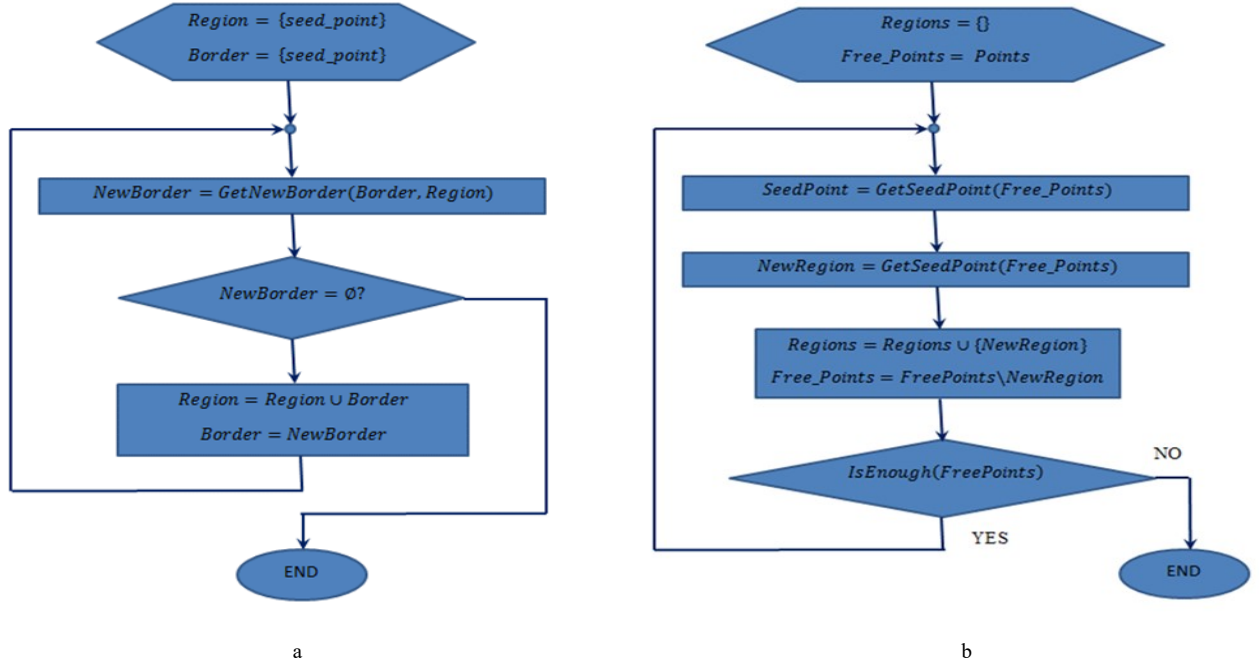 Region = {seed_point}
Border = {seed_point}
NewBorder = GetNewBorder(Border, Region)
NewBorder = ∅?
Region = Region ∪ Border
Border = NewBorder
END
a
Regions = {}
Free_Points = Points
SeedPoint = GetSeedPoint(Free_Points)
NewRegion = GetSeedPoint(Free_Points)
Regions = Regions ∪ {NewRegion}
Free_Points = FreePoints\NewRegion
IsEnough(FreePoints)
NO
YES
END
b